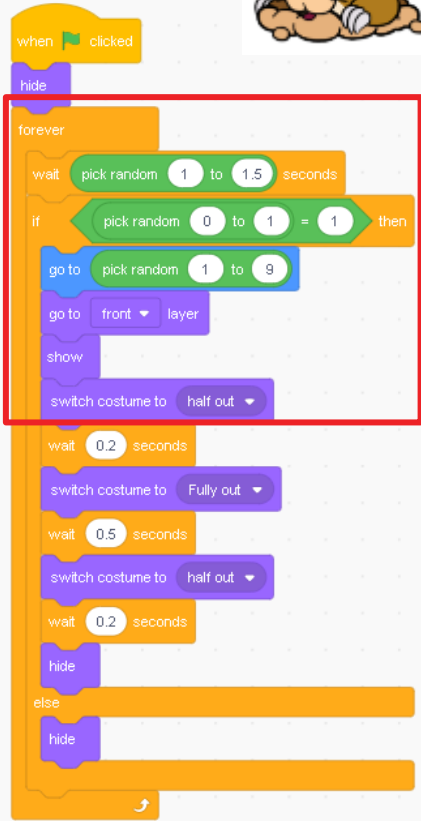 when clicked
hide
forever
wait pick random 1 to 1.5 seconds
if pick random 0 to 1 = 1 then
go to pick random 1 to 9
go to front layer
show
switch costume to half out
wait 0.2 seconds
switch costume to Fully out
wait 0.5 seconds
switch costume to half out
wait 0.2 seconds
hide
else
hide